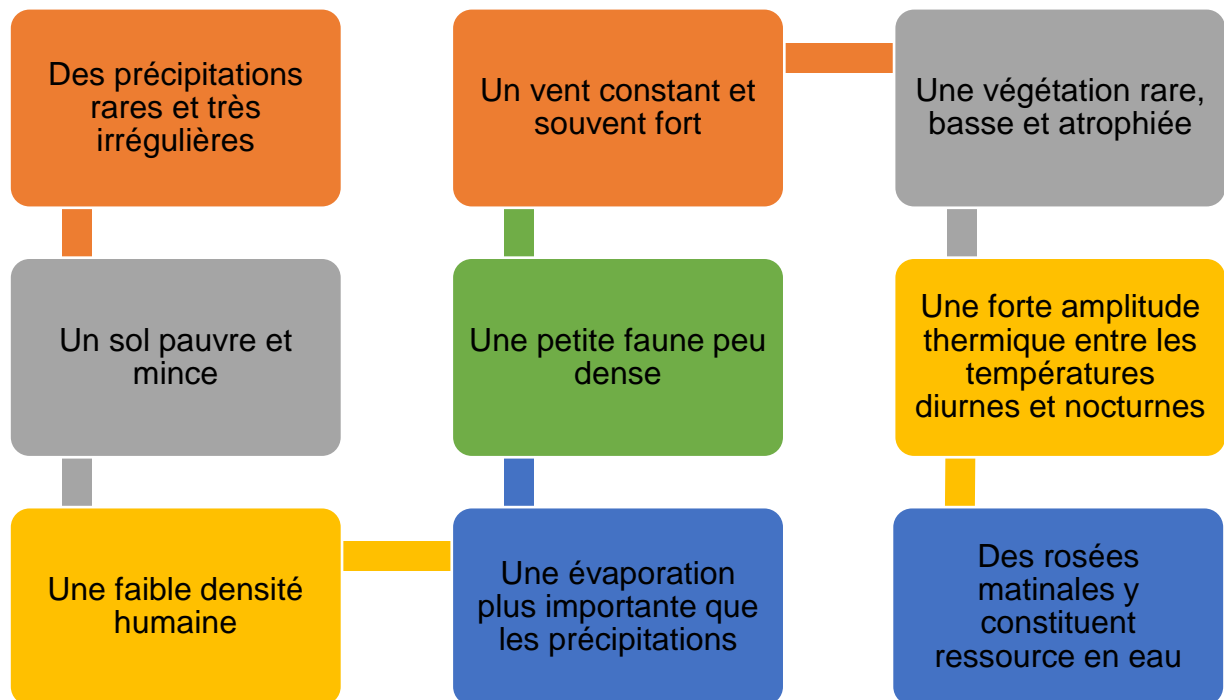 Des précipitations
rares et très
irrégulières
Un sol pauvre et
mince
Une faible densité
humaine
Une évaporation
plus importante que
les précipitations
Une petite faune peu
dense
Un vent constant et
souvent fort
Une végétation rare,
basse et atrophiée
Une forte amplitude
thermique entre les
températures
diurnes et nocturnes
Des rosées
matinales y
constituent
ressource en eau